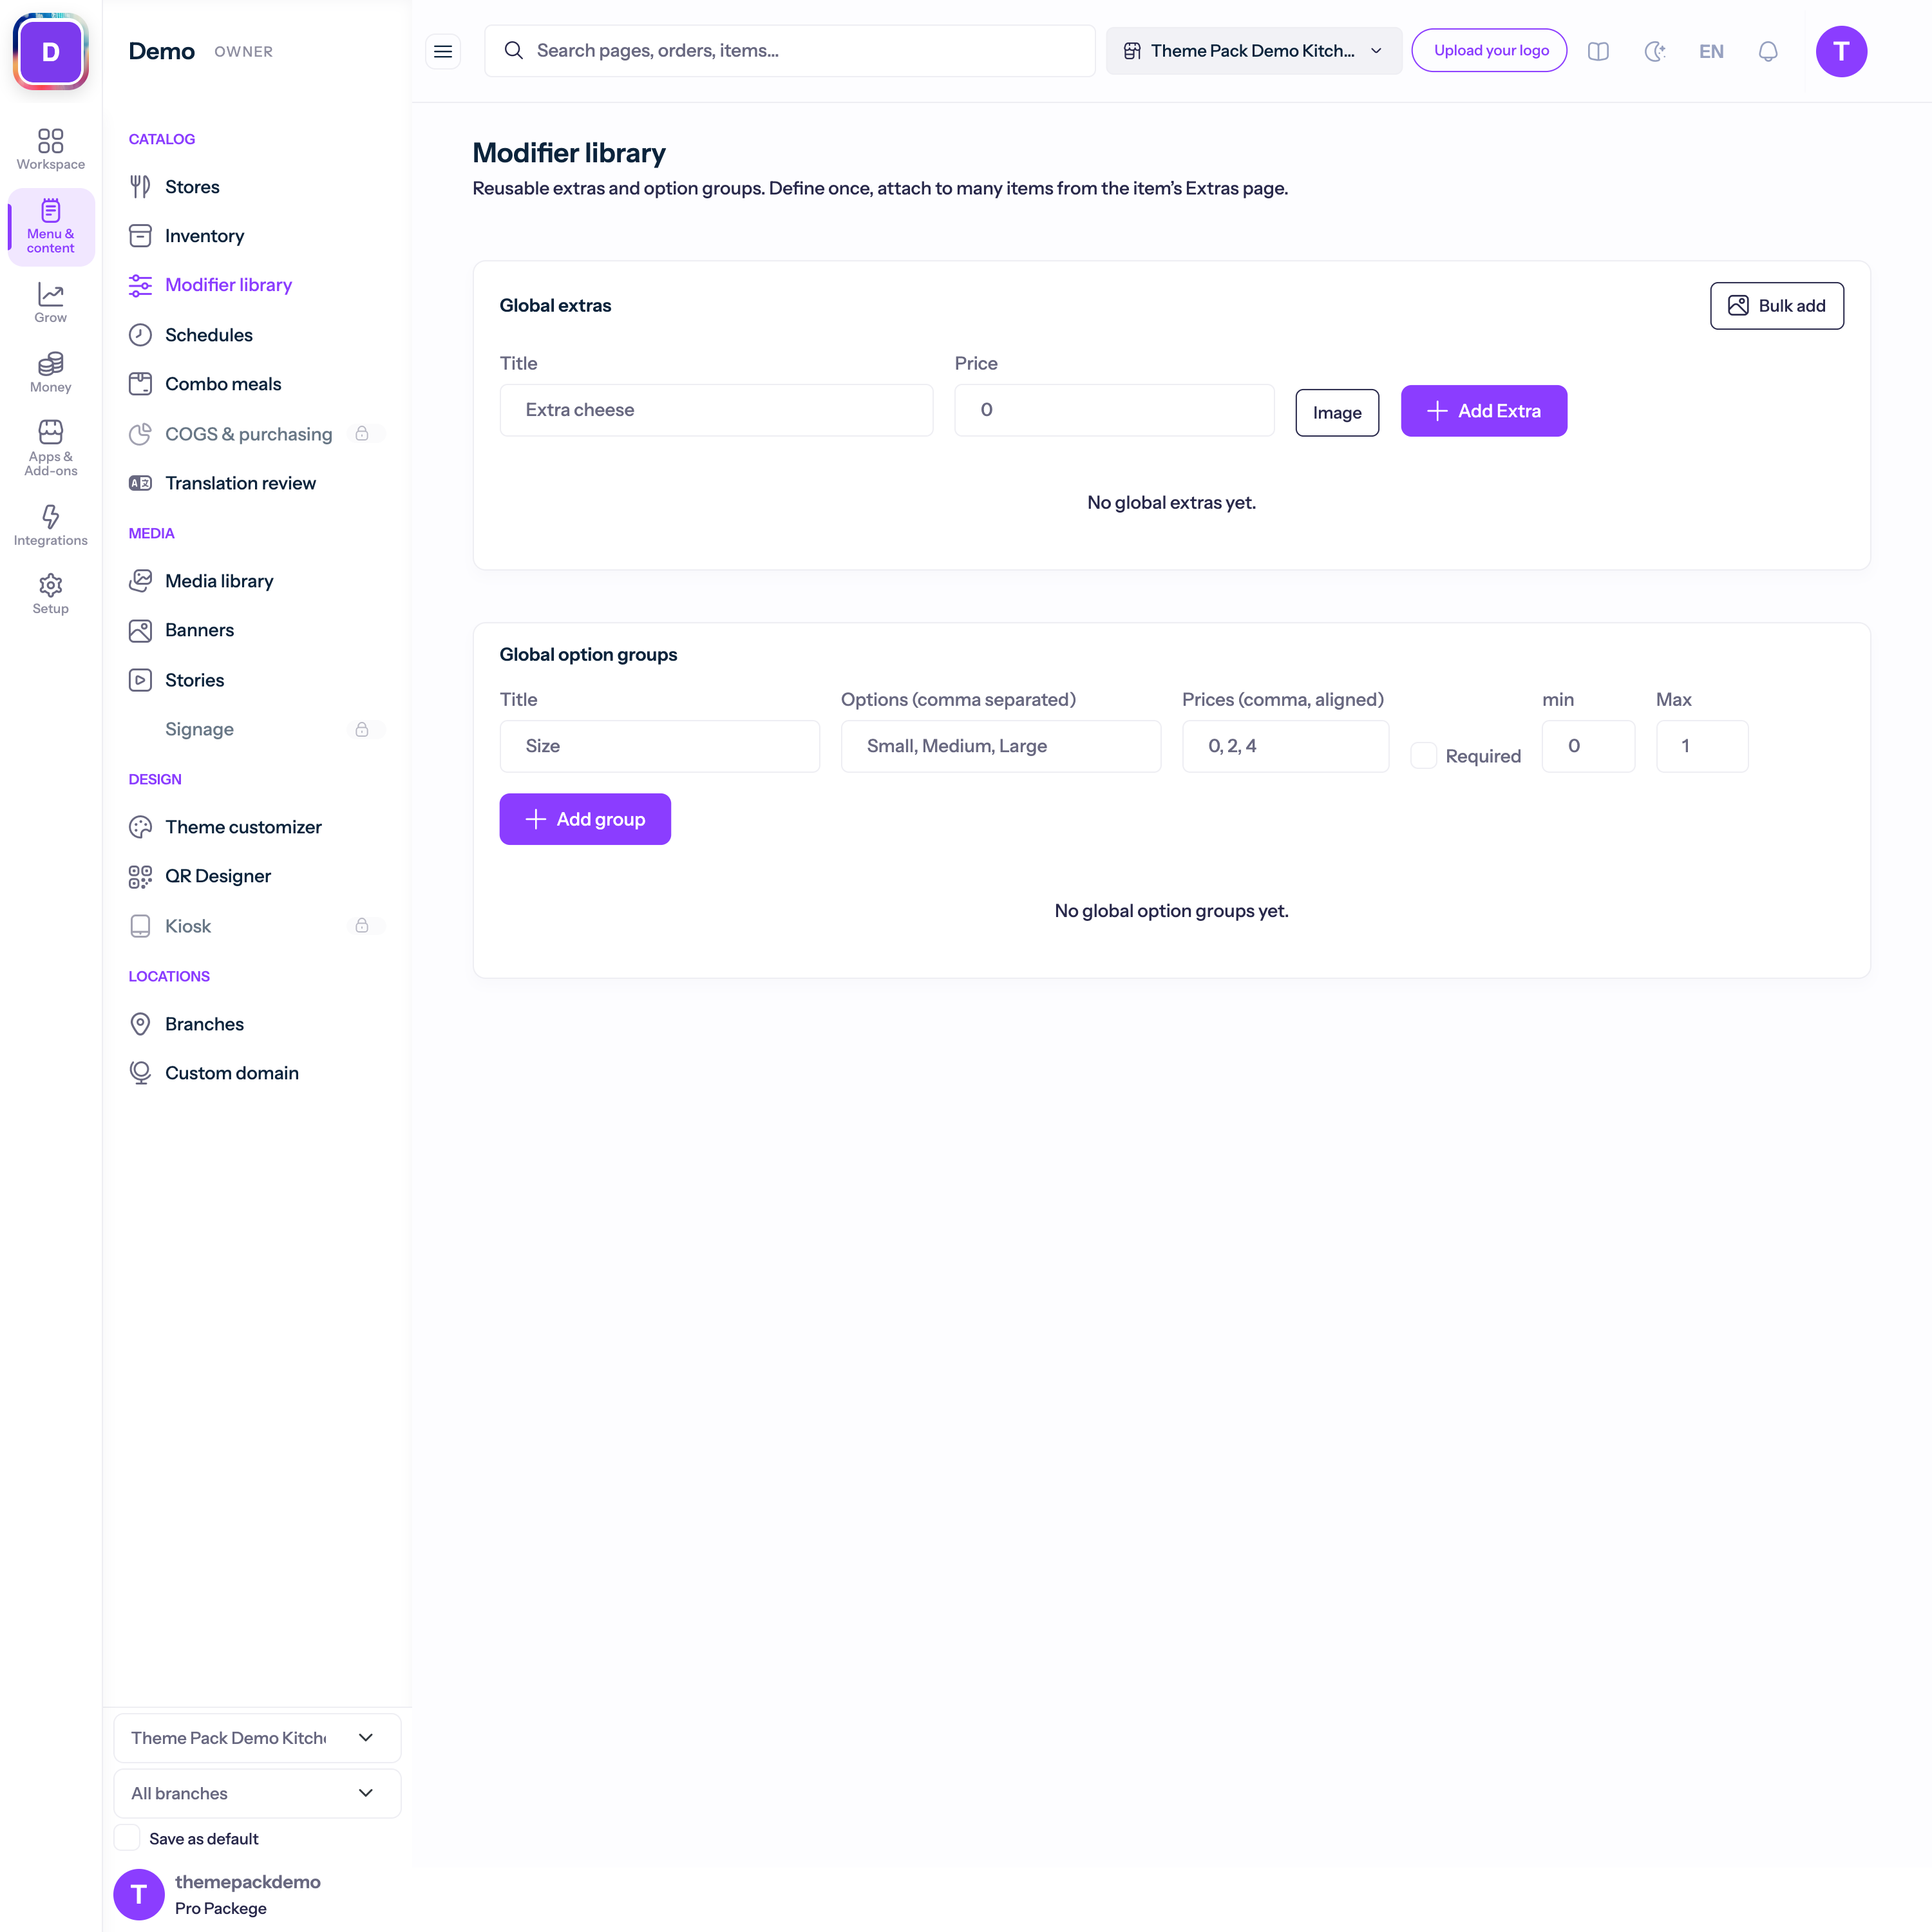 D
Workspace
Menu &
content
Grow
Money
Apps &
Add-ons
Integrations
Setup
Demo OWNER
CATALOG
Stores
Inventory
Modifier library
Schedules
Combo meals
COGS & purchasing
Translation review
MEDIA
Media library
Banners
Stories
Signage
DESIGN
Theme customizer
QR Designer
Kiosk
LOCATIONS
Branches
Custom domain
Theme Pack Demo Kitch
All branches
Save as default
T
themepackdemo
Pro Packege
Search pages, orders, items...
Theme Pack Demo Kitch...
Upload your logo
EN
T
Modifier library
Reusable extras and option groups. Define once, attach to many items from the item’s Extras page.
Global extras
Bulk add
Title Price
Extra cheese 0 Image Add Extra
No global extras yet.
Global option groups
Title Options (comma separated) Prices (comma, aligned) min Max
Size Small, Medium, Large 0, 2, 4 Required 0 1
Add group
No global option groups yet.